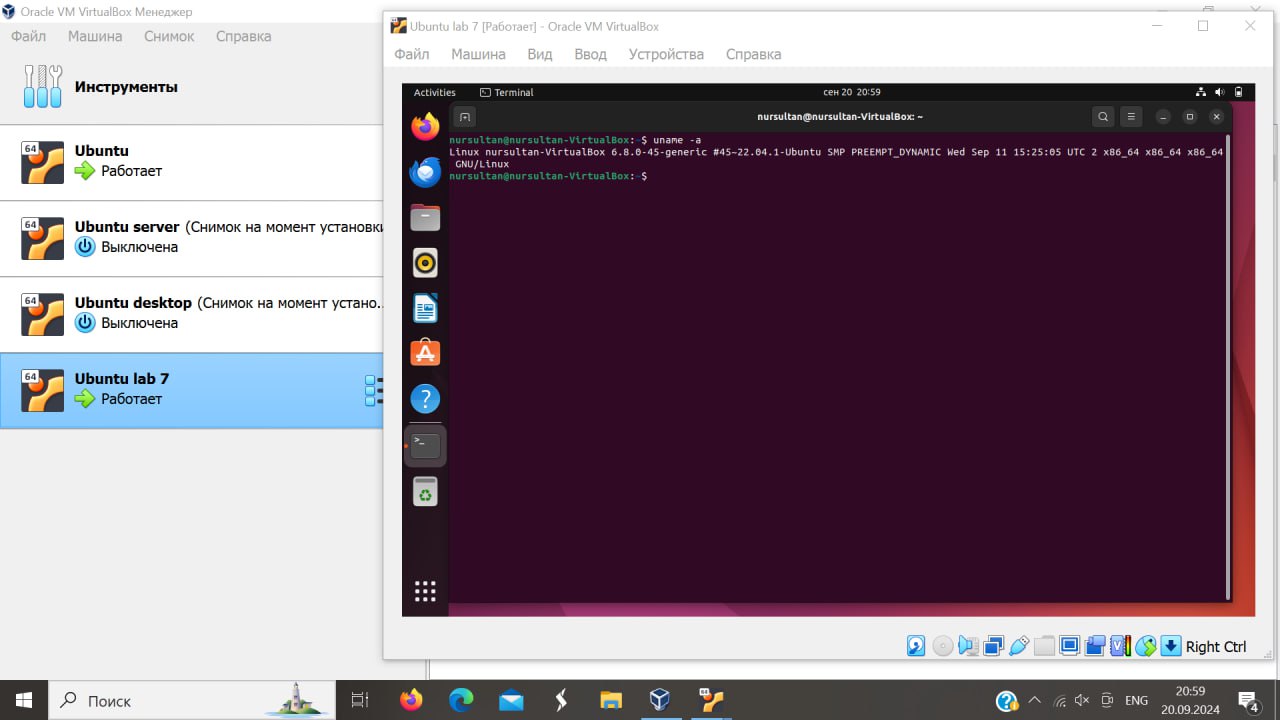 Oracle VM VirtualBox Менеджер
Файл Машина Снимок Справка
Инструменты
64
Ubuntu
Работает
64
Ubuntu server (Снимок на момент установки
Выключена
64
Ubuntu desktop (Снимок на момент устано...
Выключена
64
Ubuntu lab 7
Работает
Ubuntu lab 7 [Работает] - Oracle VM VirtualBox
Файл Машина Вид Ввод Устройства Справка
Activities Terminal сен 20 20:59
nursultan@nursultan-VirtualBox: ~
nursultan@nursultan-VirtualBox:~$ uname -a
Linux nursultan-VirtualBox 6.8.0-45-generic #45~22.04.1-Ubuntu SMP PREEMPT_DYNAMIC Wed Sep 11 15:25:05 UTC 2 x86_64 x86_64 x86_64
GNU/Linux
nursultan@nursultan-VirtualBox:~$
Right Ctrl
Поиск
ENG
20:59
20.09.2024
4